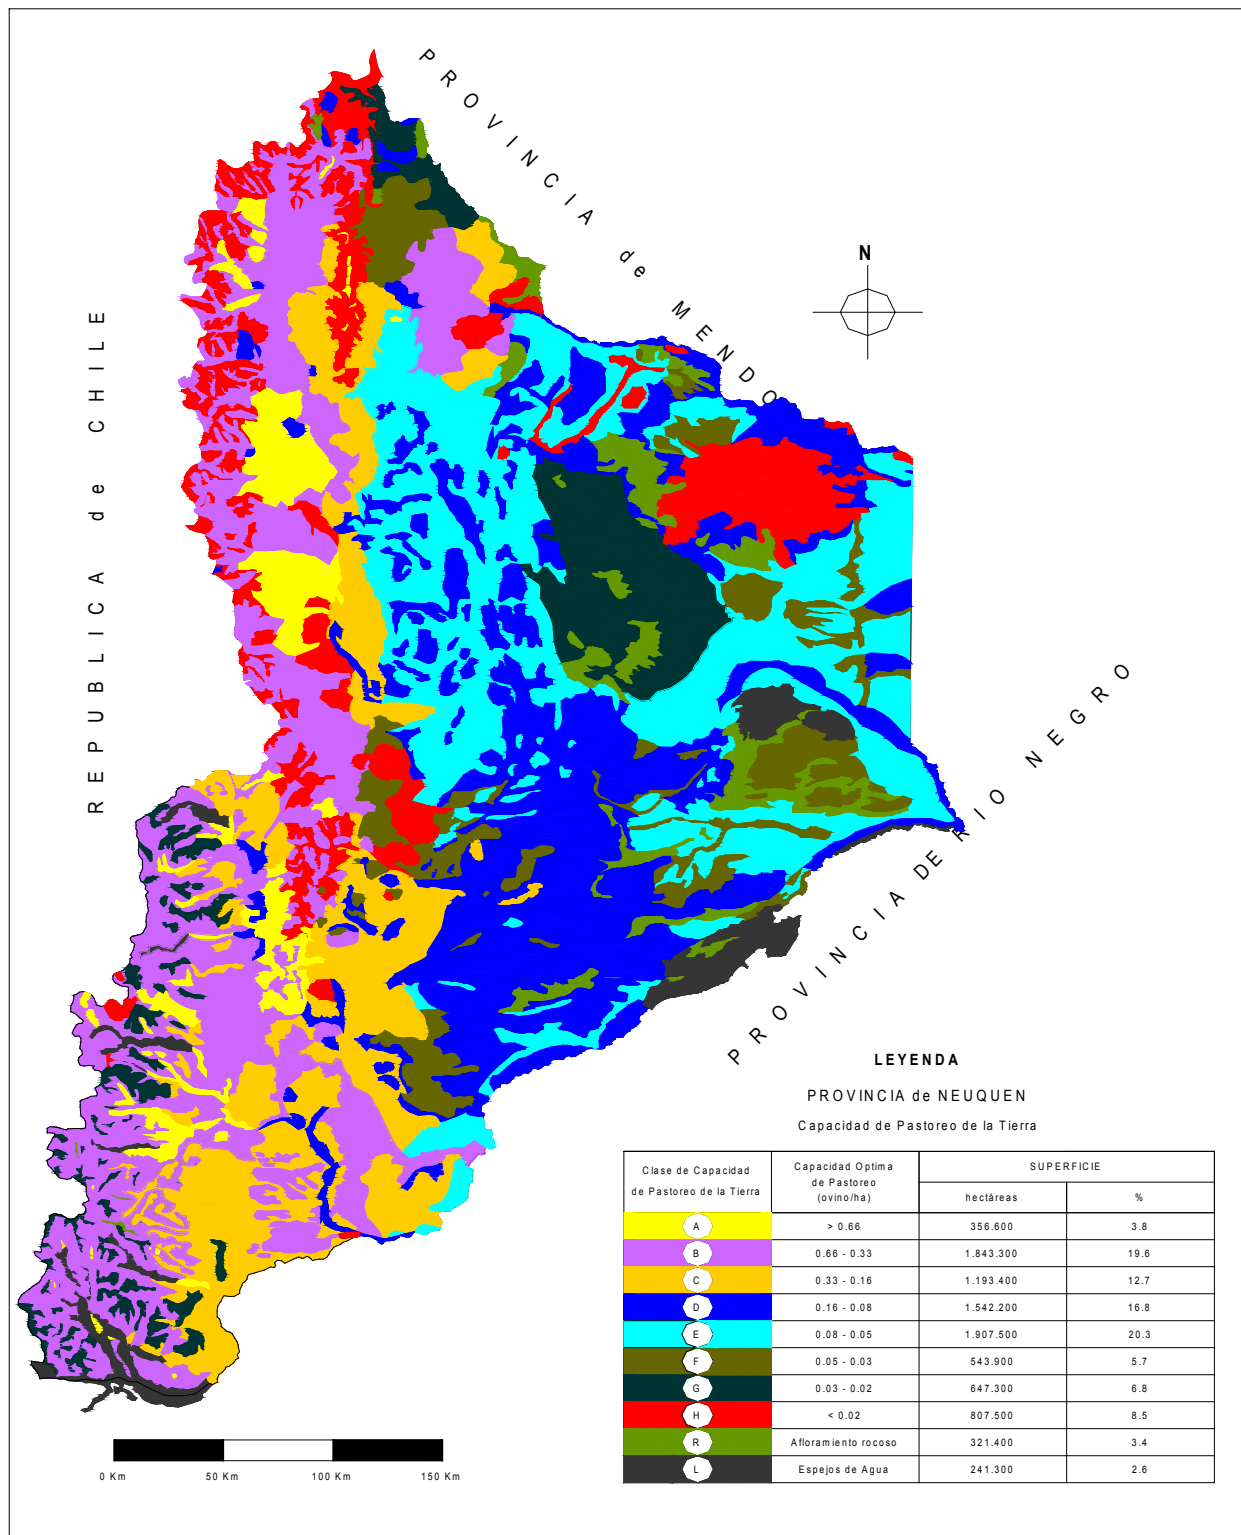 PROVINCIA de MENDO
N
REPUBLICA de CHILE
PROVINCIA DE RIO NEGRO
LEYENDA
PROVINCIA de NEUQUEN
Capacidad de Pastoreo de la Tierra
Clase de Capacidad
de Pastoreo de la Tierra
Capacidad Optima
de Pastoreo
(ovino/ha)
SUPERFICIE
hectáreas %
A > 0.66 356.600 3.8
B 0.66 - 0.33 1.843.300 19.6
C 0.33 - 0.16 1.193.400 12.7
D 0.16 - 0.08 1.542.200 16.8
E 0.08 - 0.05 1.907.500 20.3
F 0.05 - 0.03 543.900 5.7
G 0.03 - 0.02 647.300 6.8
H < 0.02 807.500 8.5
R Afloramiento rocoso 321.400 3.4
L Espejos de Agua 241.300 2.6
0 Km 50 Km 100 Km 150 Km